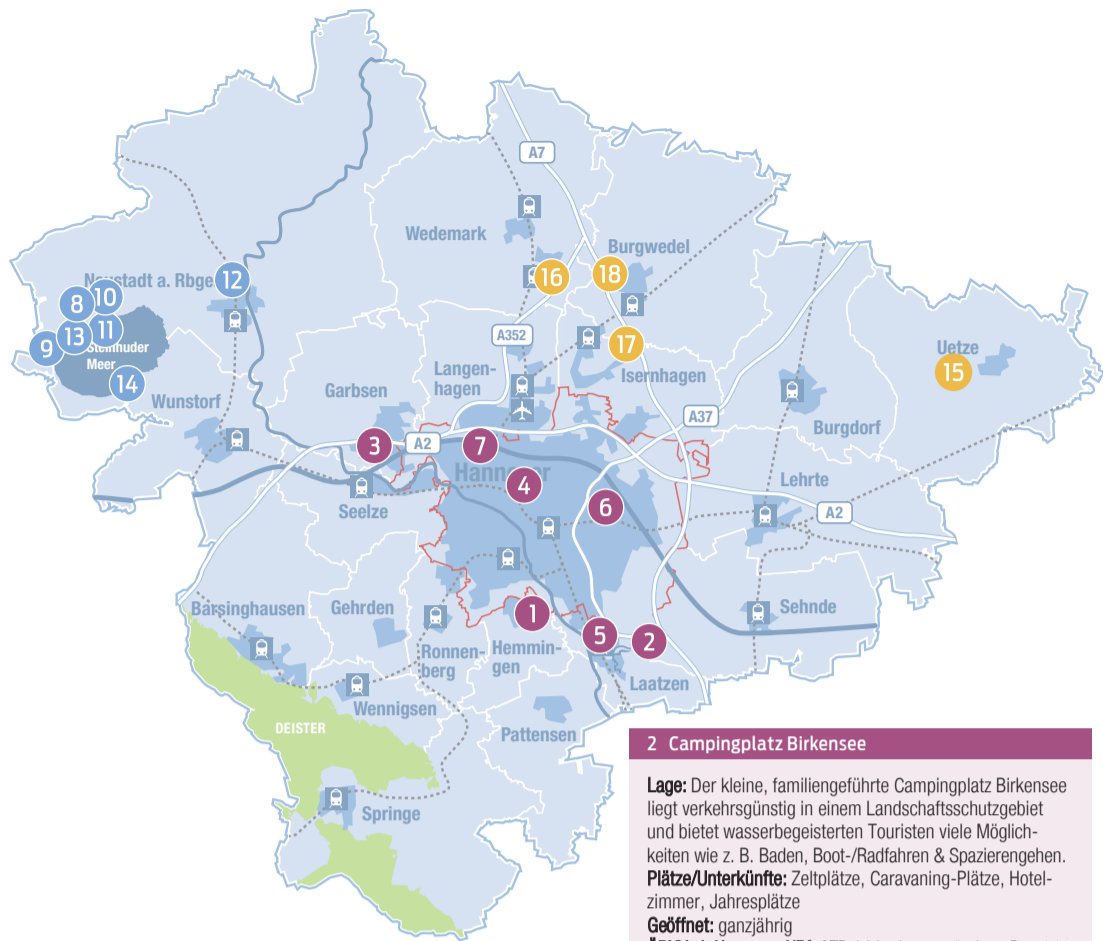 A7
Wedemark
Burgwedel
Neustadt a. Rbge.
12
16
18
8
10
9
13
11
Steinhuder
Meer
14
A352
17
Uetze
15
Langen-
hagen
Isernhagen
Garbsen
Wunstorf
A37
Burgdorf
3
A2
7
Hannover
4
6
Lehrte
A2
Seelze
Barsinghausen
Gehrden
1
Sehnde
Ronnen-
berg
Hemmin-
gen
5
2
Laatzen
Wennigsen
DEISTER
Pattensen
Springe
2 Campingplatz Birkensee
Lage: Der kleine, familiengeführte Campingplatz Birkensee
liegt verkehrsgünstig in einem Landschaftsschutzgebiet
und bietet wasserbegeisterten Touristen viele Möglich-
keiten wie z. B. Baden, Boot-/Radfahren & Spazierengehen.
Plätze/Unterkünfte: Zeltplätze, Caravaning-Plätze, Hotel-
zimmer, Jahresplätze
Geöffnet: ganzjährig